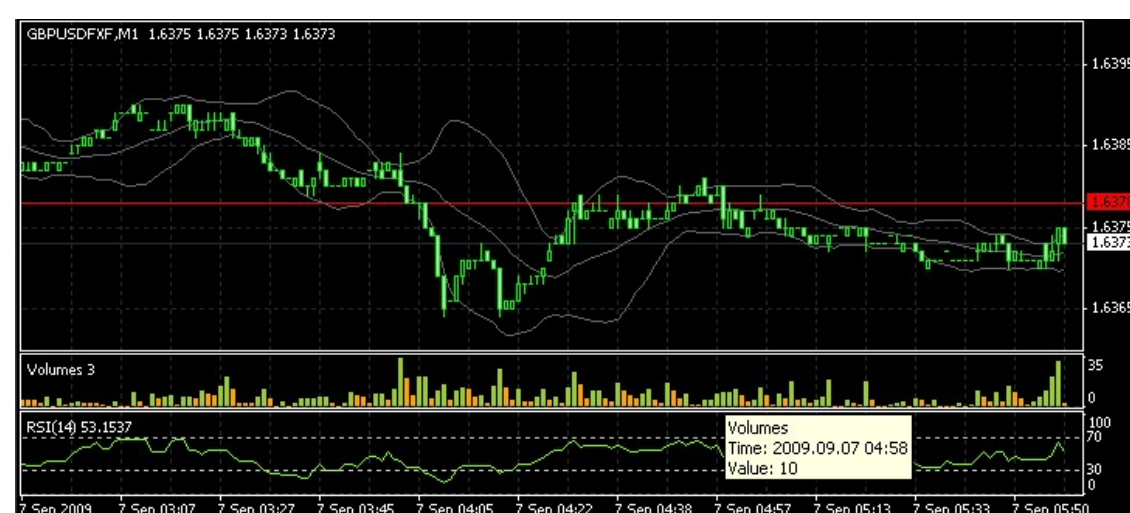 GBPUSDFXF,M1 1.6375 1.6375 1.6373 1.6373
1.6395
1.6385
1.6378
1.6375
1.6373
1.6365
Volumes 3
35
0
RSI(14) 53.1537
100
70
30
0
Volumes
Time: 2009.09.07 04:58
Value: 10
7 Sep 2009 7 Sep 03:07 7 Sep 03:27 7 Sep 03:45 7 Sep 04:05 7 Sep 04:22 7 Sep 04:38 7 Sep 04:57 7 Sep 05:13 7 Sep 05:33 7 Sep 05:50